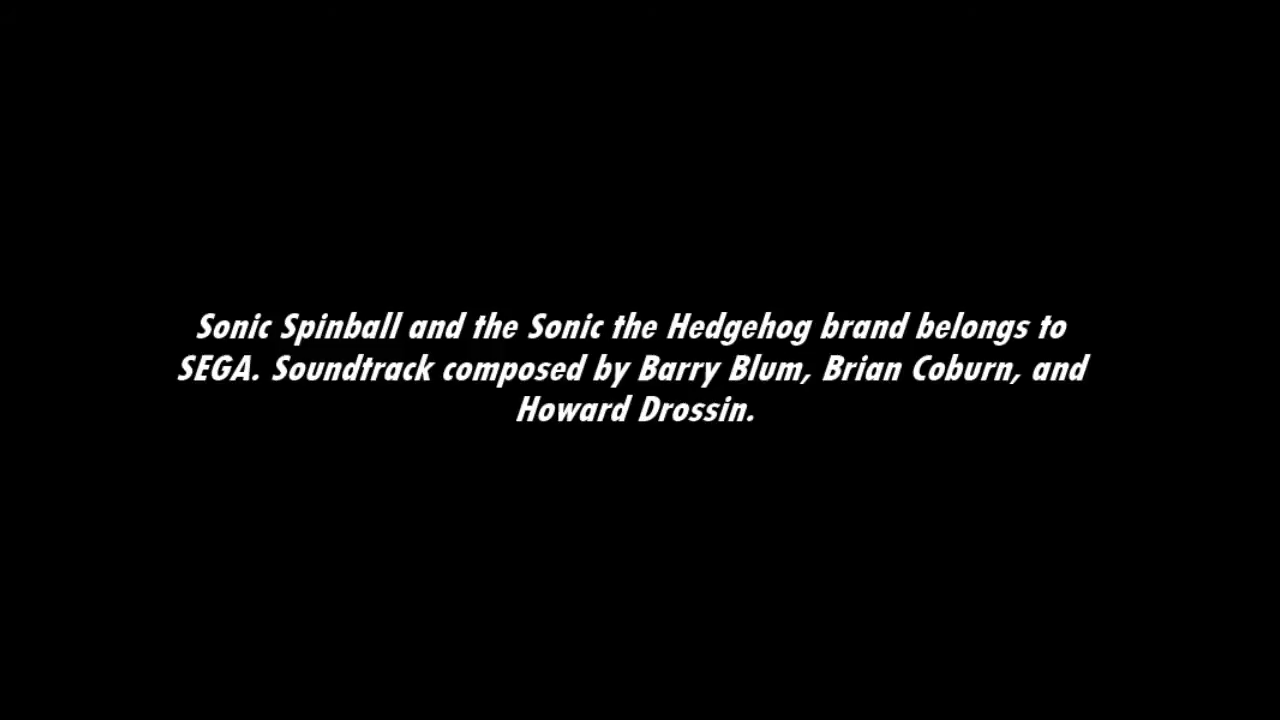 Sonic Spinball and the Sonic the Hedgehog brand belongs to
SEGA. Soundtrack composed by Barry Blum, Brian Coburn, and
Howard Drossin.